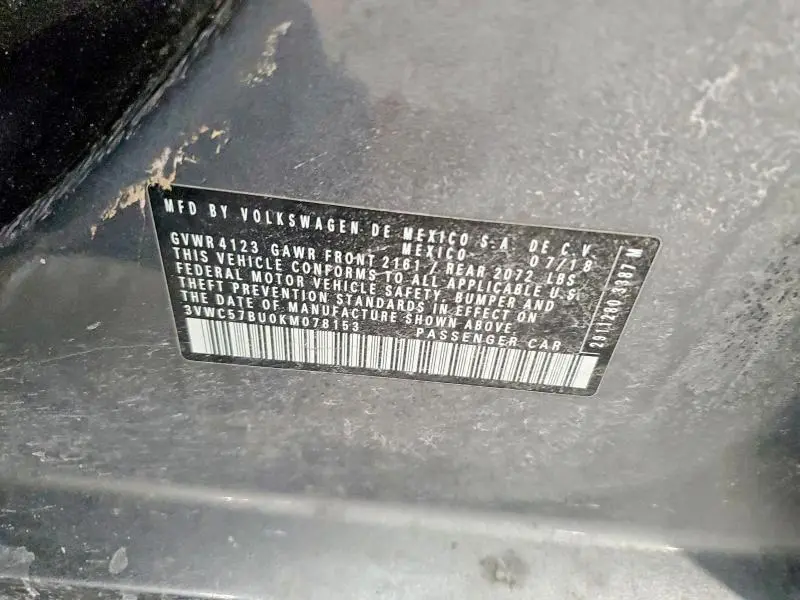 MFD BY VOLKSWAGEN DE MEXICO S.A. DE C.V.
MEXICO 07/18
GVWR 4123 GAWR FRONT 2161 / REAR 2072 LBS
THIS VEHICLE CONFORMS TO ALL APPLICABLE U.S.
FEDERAL MOTOR VEHICLE SAFETY, BUMPER AND
THEFT PREVENTION STANDARDS IN EFFECT ON
THE DATE OF MANUFACTURE SHOWN ABOVE.
3VWC57BU0KM078153 PASSENGER CAR